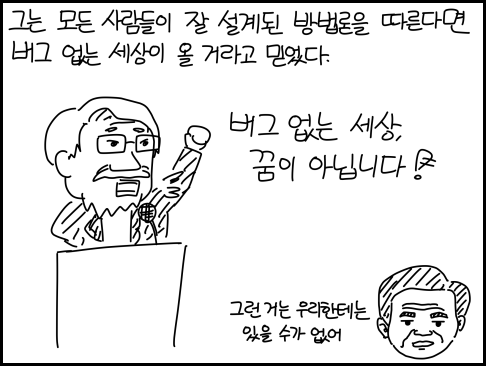 그는 모든 사람들이 잘 설계된 방법론을 따른다면
버그 없는 세상이 올 거라고 믿었다.
버그 없는 세상,
꿈이 아닙니다!
그런 거는 우리한테는
있을 수가 없어